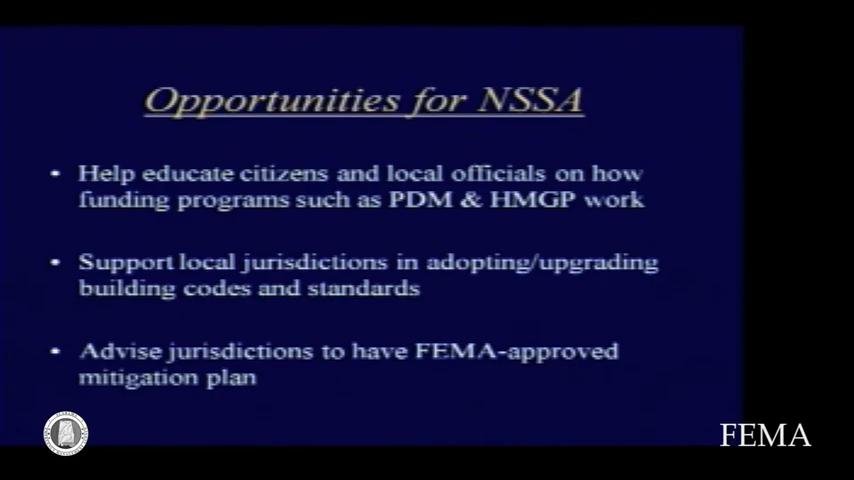 Opportunities for NSSA
• Help educate citizens and local officials on how
funding programs such as PDM & HMGP work
• Support local jurisdictions in adopting/upgrading
building codes and standards
• Advise jurisdictions to have FEMA-approved
mitigation plan
FEMA